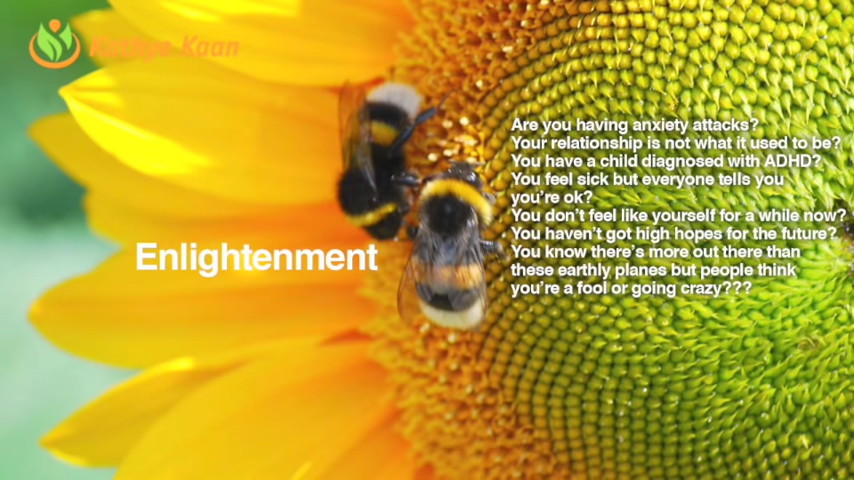 Kathya Kaan
Enlightenment
Are you having anxiety attacks?
Your relationship is not what it used to be?
You have a child diagnosed with ADHD?
You feel sick but everyone tells you
you're ok?
You don't feel like yourself for a while now?
You haven't got high hopes for the future?
You know there's more out there than
these earthly planes but people think
you're a fool or going crazy???